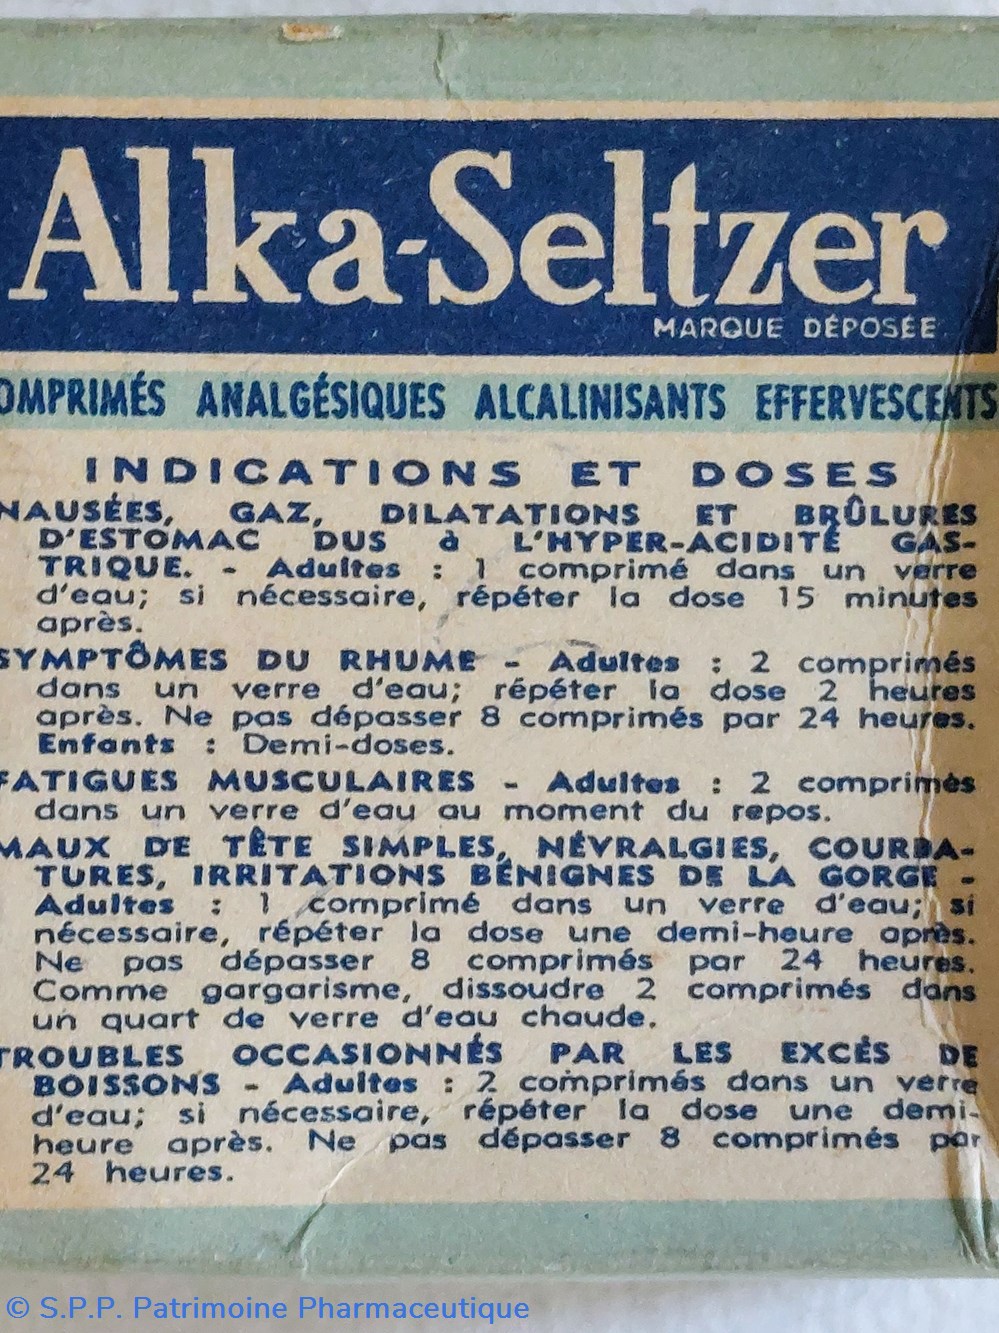 Alka-Seltzer
MARQUE DÉPOSÉE
OMPRIMÉS ANALGÉSIQUES ALCALINISANTS EFFERVESCENTS
INDICATIONS ET DOSES
NAUSÉES, GAZ, DILATATIONS ET BRÛLURES
D'ESTOMAC DUS à L'HYPER-ACIDITÉ GAS-
TRIQUE. - Adultes : 1 comprimé dans un verre
d'eau; si nécessaire, répéter la dose 15 minutes
après.
SYMPTÔMES DU RHUME - Adultes : 2 comprimés
dans un verre d'eau; répéter la dose 2 heures
après. Ne pas dépasser 8 comprimés par 24 heures.
Enfants : Demi-doses.
FATIGUES MUSCULAIRES - Adultes : 2 comprimés
dans un verre d'eau au moment du repos.
MAUX DE TÊTE SIMPLES, NÉVRALGIES, COURBA-
TURES, IRRITATIONS BÉNIGNES DE LA GORGE -
Adultes : 1 comprimé dans un verre d'eau; si
nécessaire, répéter la dose une demi-heure après.
Ne pas dépasser 8 comprimés par 24 heures.
Comme gargarisme, dissoudre 2 comprimés dans
un quart de verre d'eau chaude.
TROUBLES OCCASIONNÉS PAR LES EXCÈS DE
BOISSONS - Adultes : 2 comprimés dans un verre
d'eau; si nécessaire, répéter la dose une demi-
heure après. Ne pas dépasser 8 comprimés par
24 heures.
© S.P.P. Patrimoine Pharmaceutique